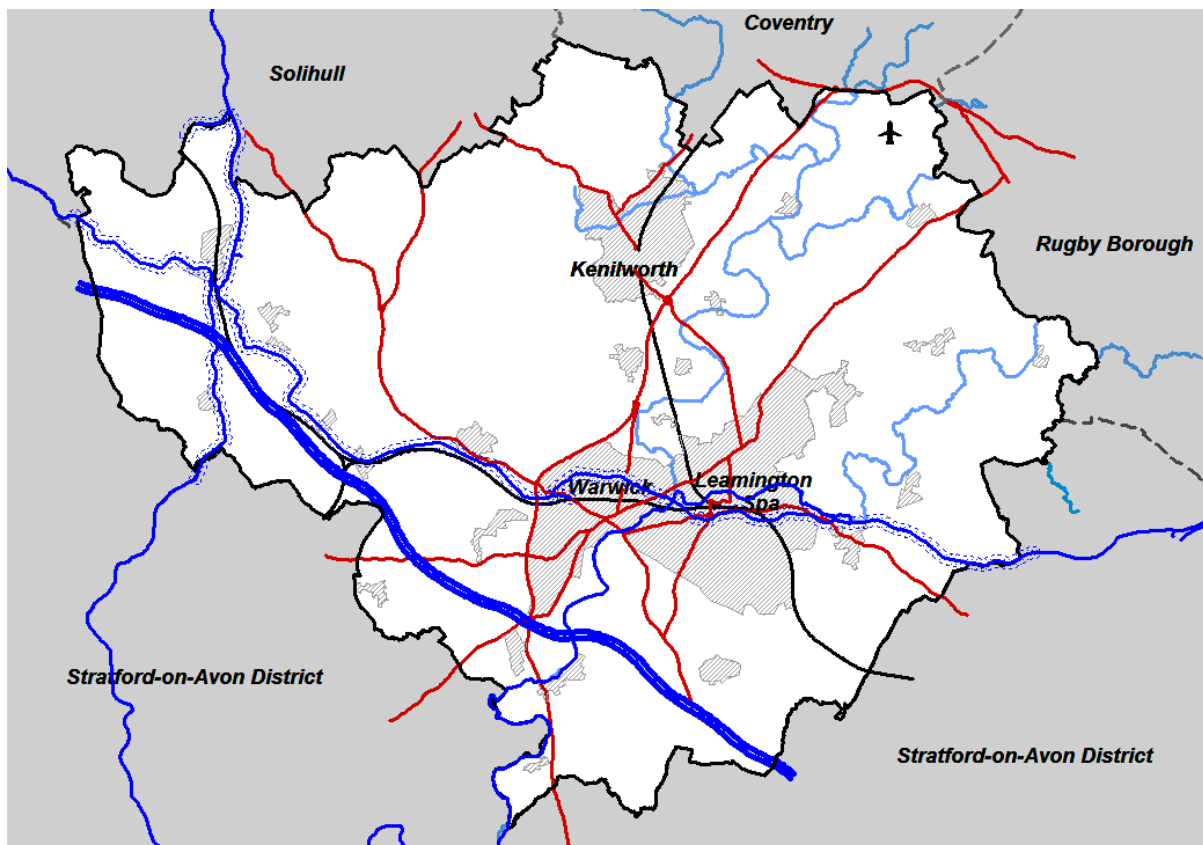 Coventry
Solihull
Rugby Borough
Kenilworth
Warwick
Leamington
Spa
Stratford-on-Avon District
Stratford-on-Avon District